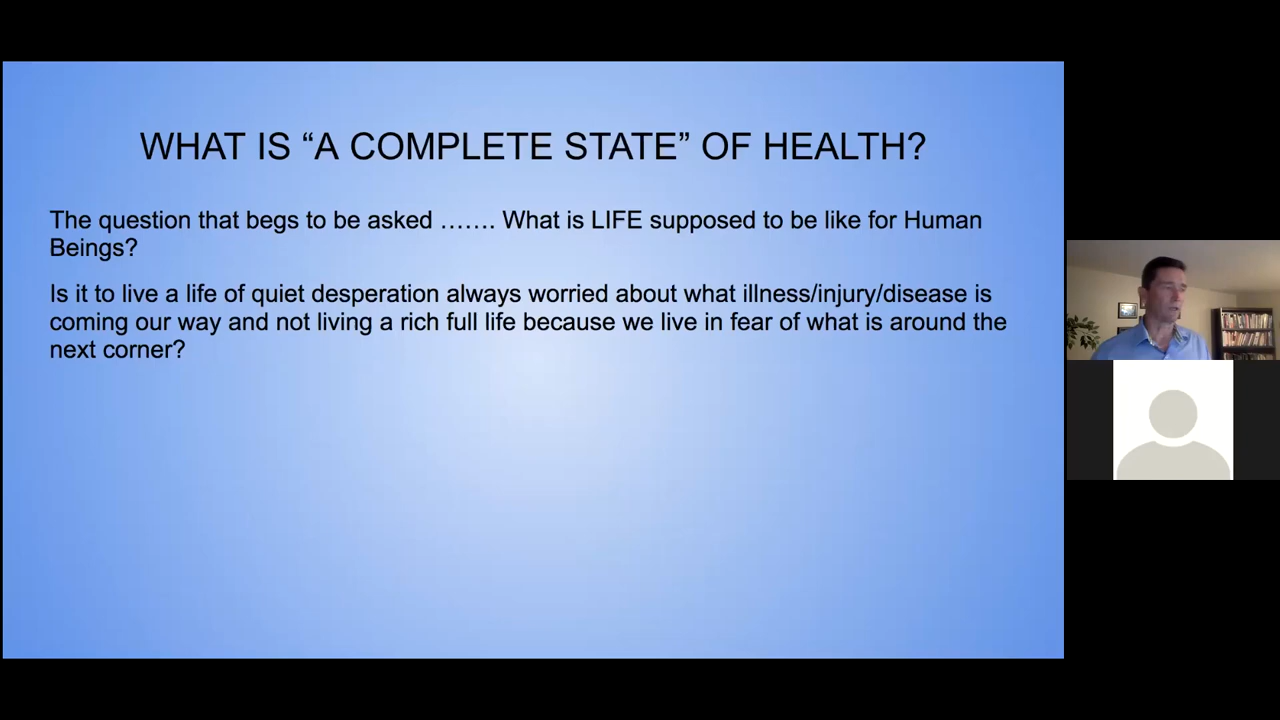 WHAT IS “A COMPLETE STATE” OF HEALTH?
The question that begs to be asked ……. What is LIFE supposed to be like for Human
Beings?
Is it to live a life of quiet desperation always worried about what illness/injury/disease is
coming our way and not living a rich full life because we live in fear of what is around the
next corner?